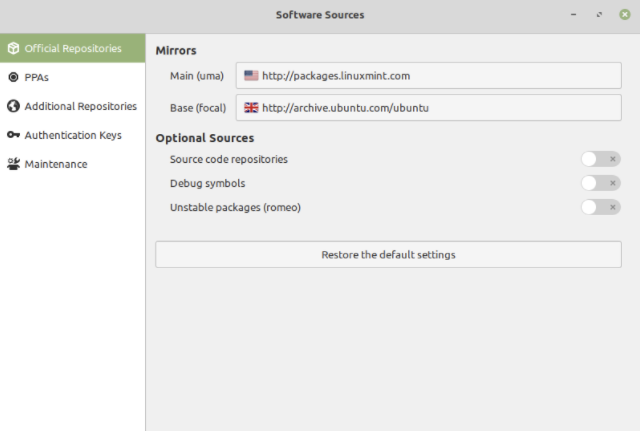 Software Sources
Official Repositories
PPAs
Additional Repositories
Authentication Keys
Maintenance
Mirrors
Main (uma) http://packages.linuxmint.com
Base (focal) http://archive.ubuntu.com/ubuntu
Optional Sources
Source code repositories
Debug symbols
Unstable packages (romeo)
Restore the default settings